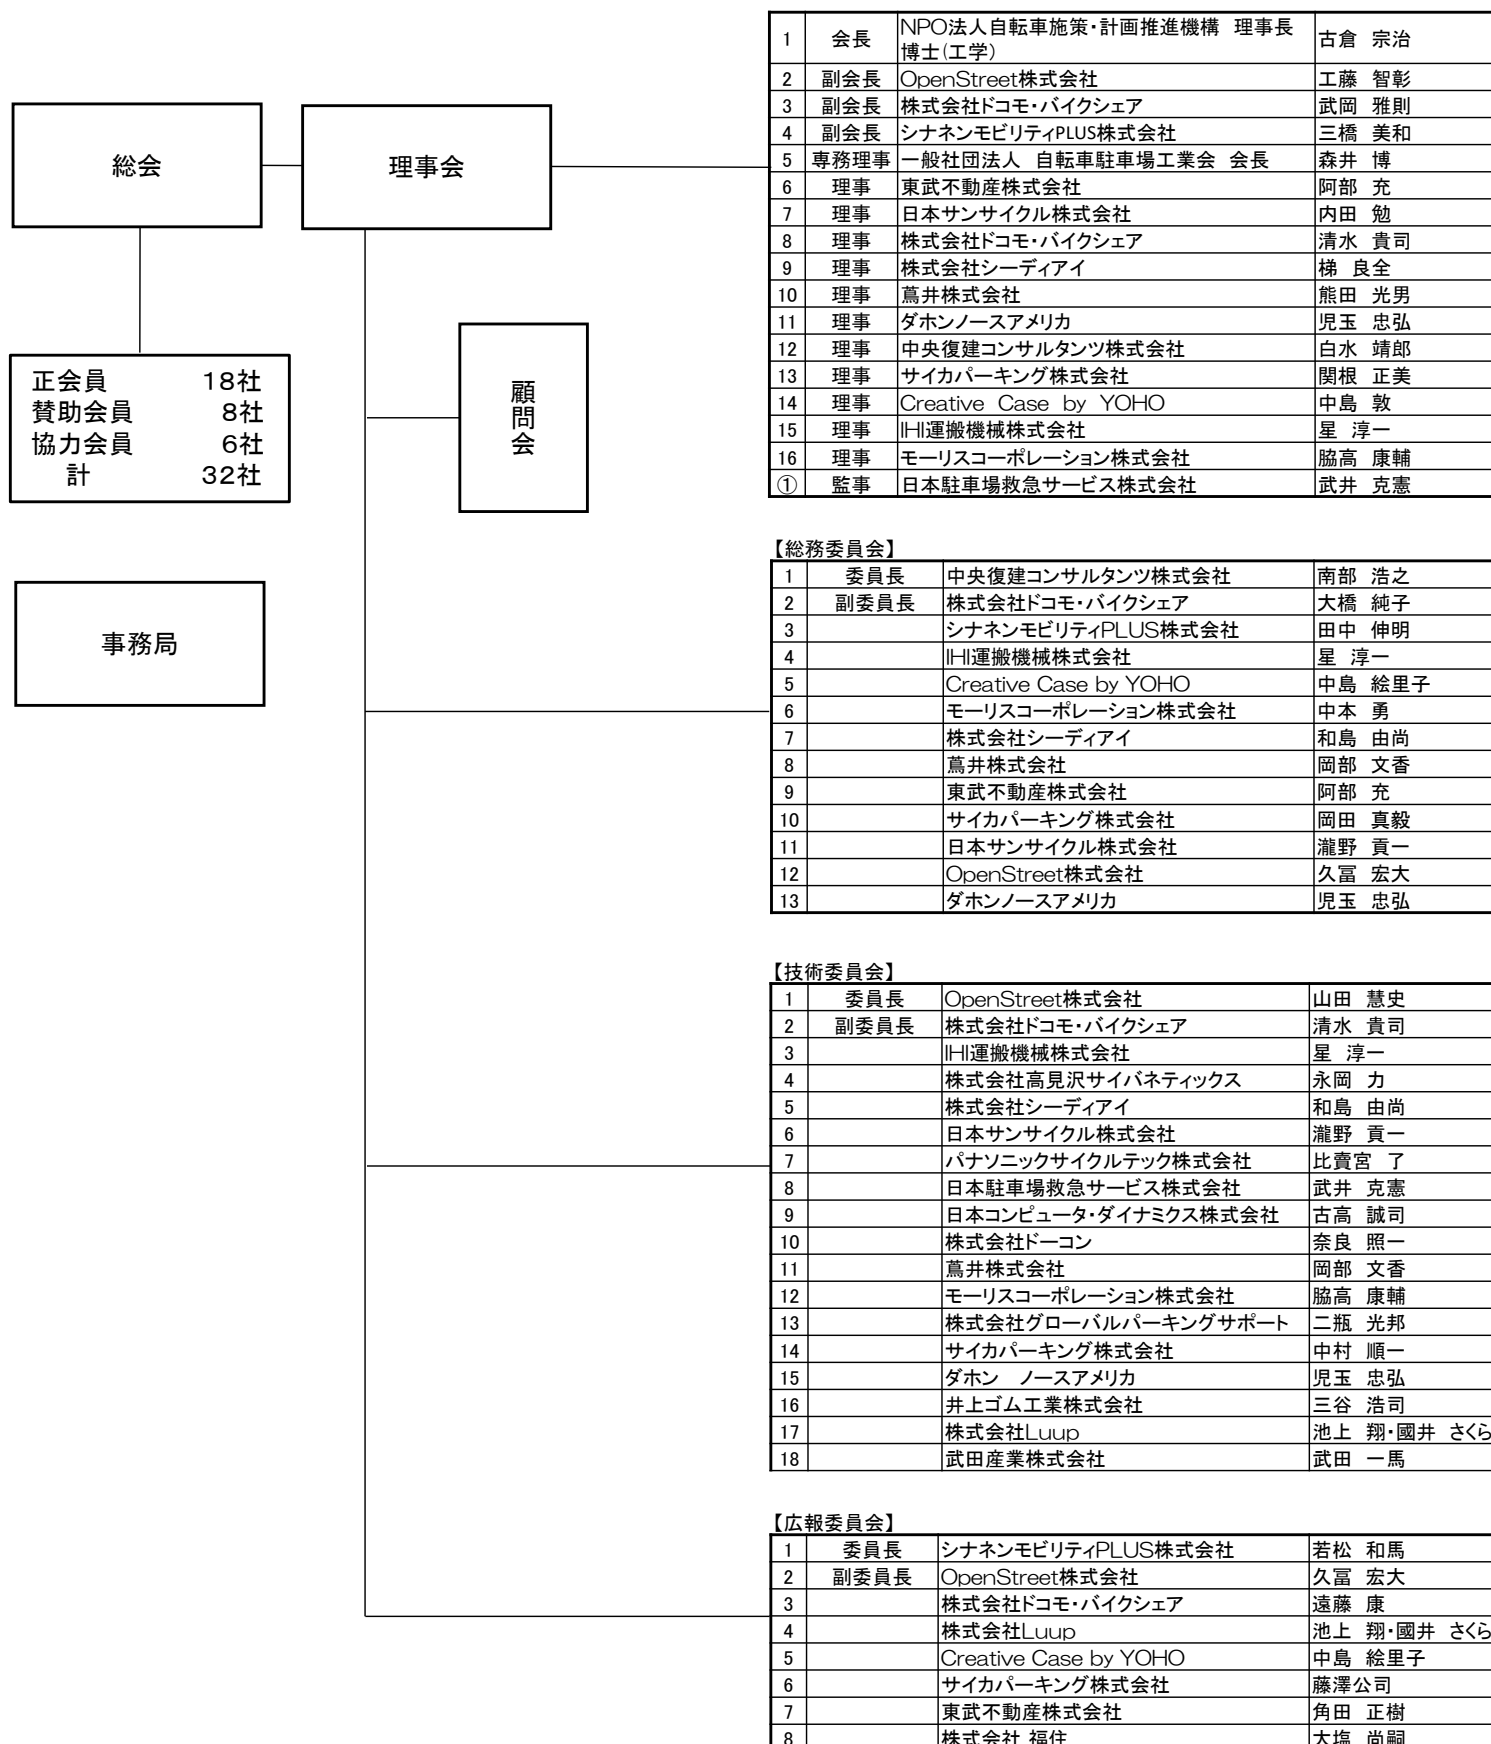 1 会長 NPO法人自転車施策・計画推進機構 理事長 博士(工学) 古倉 宗治
2 副会長 OpenStreet株式会社 工藤 智彰
3 副会長 株式会社ドコモ・バイクシェア 武岡 雅則
4 副会長 シナネンモビリティPLUS株式会社 三橋 美和
5 専務理事 一般社団法人 自転車駐車場工業会 会長 森井 博
6 理事 東武不動産株式会社 阿部 充
7 理事 日本サンサイクル株式会社 内田 勉
8 理事 株式会社ドコモ・バイクシェア 清水 貴司
9 理事 株式会社シーディアイ 梯 良全
10 理事 蔦井株式会社 熊田 光男
11 理事 ダホンノースアメリカ 児玉 忠弘
12 理事 中央復建コンサルタンツ株式会社 白水 靖郎
13 理事 サイカパーキング株式会社 関根 正美
14 理事 Creative Case by YOHO 中島 敦
15 理事 IHI運搬機械株式会社 星 淳一
16 理事 モーリスコーポレーション株式会社 脇高 康輔
① 監事 日本駐車場救急サービス株式会社 武井 克憲
総会
理事会
正会員 18社
賛助会員 8社
協力会員 6社
計 32社
顧問会
事務局
【総務委員会】
1 委員長 中央復建コンサルタンツ株式会社 南部 浩之
2 副委員長 株式会社ドコモ・バイクシェア 大橋 純子
3 シナネンモビリティPLUS株式会社 田中 伸明
4 IHI運搬機械株式会社 星 淳一
5 Creative Case by YOHO 中島 絵里子
6 モーリスコーポレーション株式会社 中本 勇
7 株式会社シーディアイ 和島 由尚
8 蔦井株式会社 岡部 文香
9 東武不動産株式会社 阿部 充
10 サイカパーキング株式会社 岡田 真毅
11 日本サンサイクル株式会社 瀧野 貢一
12 OpenStreet株式会社 久冨 宏大
13 ダホンノースアメリカ 児玉 忠弘
【技術委員会】
1 委員長 OpenStreet株式会社 山田 慧史
2 副委員長 株式会社ドコモ・バイクシェア 清水 貴司
3 IHI運搬機械株式会社 星 淳一
4 株式会社高見沢サイバネティックス 永岡 力
5 株式会社シーディアイ 和島 由尚
6 日本サンサイクル株式会社 瀧野 貢一
7 パナソニックサイクルテック株式会社 比賣宮 了
8 日本駐車場救急サービス株式会社 武井 克憲
9 日本コンピュータ・ダイナミクス株式会社 古高 誠司
10 株式会社ドーコン 奈良 照一
11 蔦井株式会社 岡部 文香
12 モーリスコーポレーション株式会社 脇高 康輔
13 株式会社グローバルパーキングサポート 二瓶 光邦
14 サイカパーキング株式会社 中村 順一
15 ダホン ノースアメリカ 児玉 忠弘
16 井上ゴム工業株式会社 三谷 浩司
17 株式会社Luup 池上 翔・國井 さくら
18 武田産業株式会社 武田 一馬
【広報委員会】
1 委員長 シナネンモビリティPLUS株式会社 若松 和馬
2 副委員長 OpenStreet株式会社 久冨 宏大
3 株式会社ドコモ・バイクシェア 遠藤 康
4 株式会社Luup 池上 翔・國井 さくら
5 Creative Case by YOHO 中島 絵里子
6 サイカパーキング株式会社 藤澤公司
7 東武不動産株式会社 角田 正樹
8 株式会社 福住 大塩 尚嗣